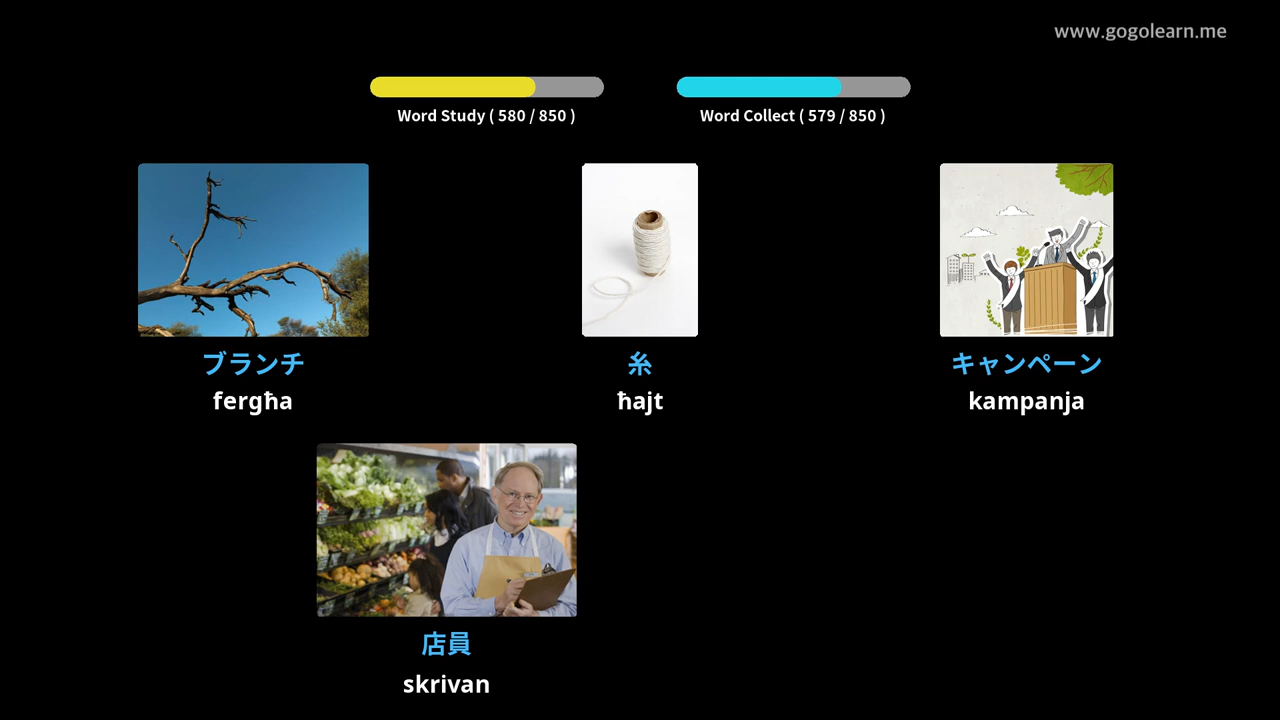 www.gogolearn.me
Word Study ( 580 / 850 )
Word Collect ( 579 / 850 )
ブランチ
fergħa
糸
ħajt
キャンペーン
kampanja
店員
skrivan